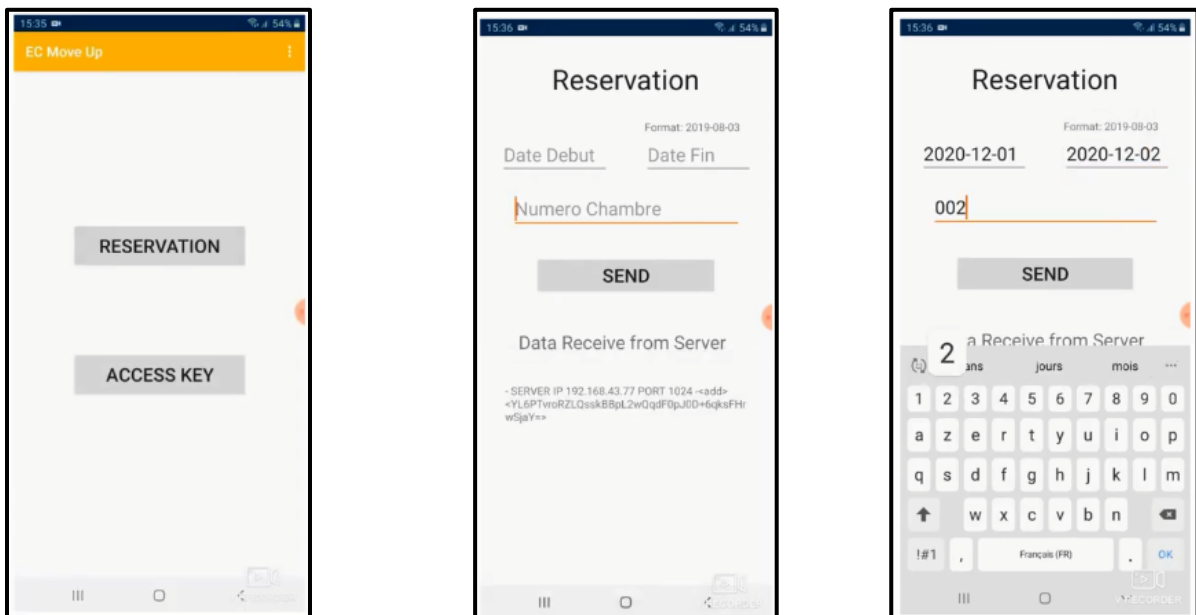 15:35 54%
EC Move Up
RESERVATION
ACCESS KEY
15:36 54%
Reservation
Format: 2019-08-03
Date Debut Date Fin
Numero Chambre
SEND
Data Receive from Server
- SERVER IP 192.168.43.77 PORT 1024 -<add>
<YL6PTvroRZLQsskBBpL2wQqdF0pJ0D+6qksFHr
wSjaY=>
15:36 54%
Reservation
Format: 2019-08-03
2020-12-01 2020-12-02
002
SEND
a Receive from Server
2 ans jours mois ...
1 2 3 4 5 6 7 8 9 0
a z e r t y u i o p
q s d f g h j k l m
w x c v b n
!#1 , Français (FR) . OK